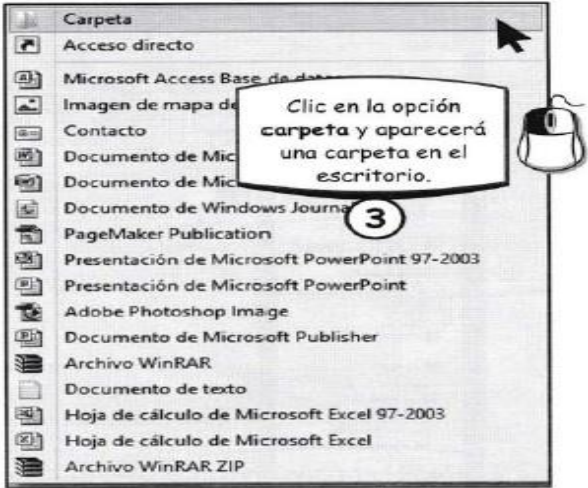 Carpeta
Acceso directo
Microsoft Access Base de datos
Imagen de mapa de
Contacto
Documento de Mic
Documento de Mic
Documento de Windows Journa
PageMaker Publication
Presentación de Microsoft PowerPoint 97-2003
Presentación de Microsoft PowerPoint
Adobe Photoshop Image
Documento de Microsoft Publisher
Archivo WinRAR
Documento de texto
Hoja de cálculo de Microsoft Excel 97-2003
Hoja de cálculo de Microsoft Excel
Archivo WinRAR ZIP
Clic en la opción
carpeta y aparecerá
una carpeta en el
escritorio.
3